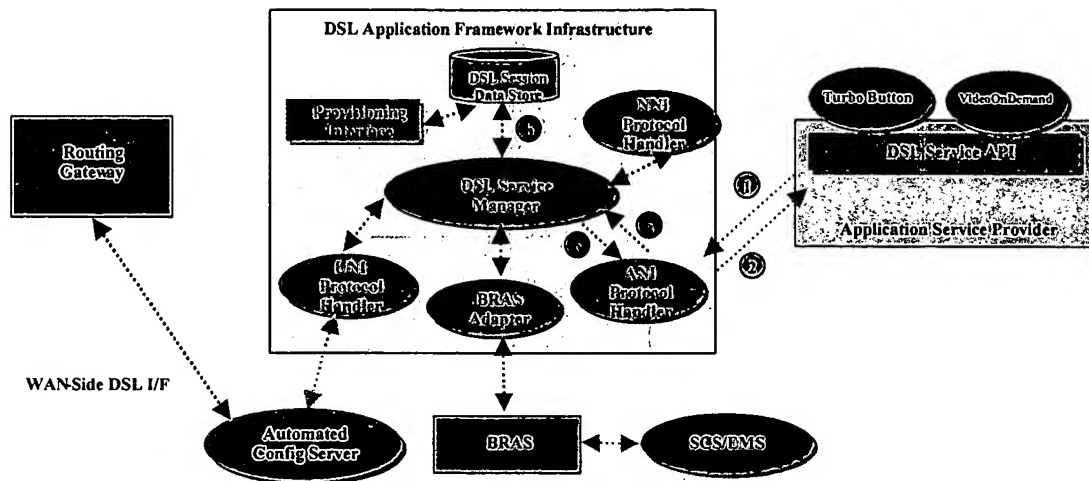 DSL Application Framework Infrastructure
DSL Session
Data Store
Provisioning
Interface
b
NNI
Protocol
Handler
Turbo Button
VideoOnDemand
DSL Service API
Routing
Gateway
DSL Service
Manager
1
Application Service Provider
c
a
2
UNI
Protocol
Handler
BRAS
Adapter
ANI
Protocol
Handler
WAN-Side DSL I/F
Automated
Config Server
BRAS
SCS/EMS